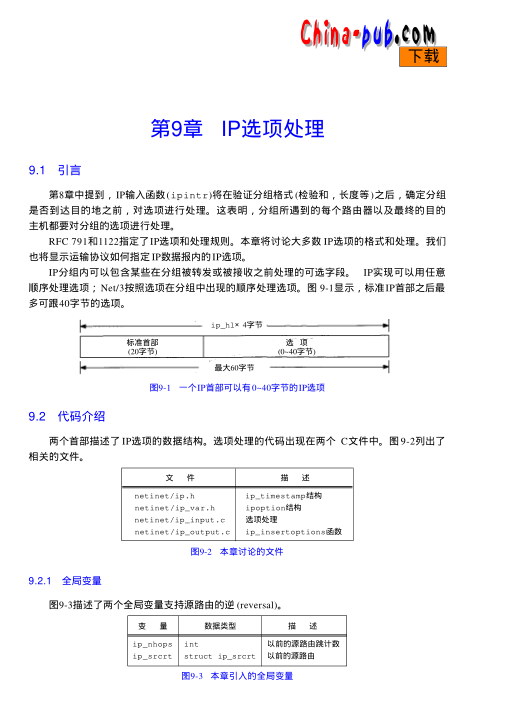 China-pub.com
下载
第9章 IP选项处理
9.1 引言
第8章中提到，IP输入函数(ipintr)将在验证分组格式(检验和，长度等)之后，确定分组
是否到达目的地之前，对选项进行处理。这表明，分组所遇到的每个路由器以及最终的目的
主机都要对分组的选项进行处理。
RFC 791和1122指定了IP选项和处理规则。本章将讨论大多数IP选项的格式和处理。我们
也将显示运输协议如何指定IP数据报内的IP选项。
IP分组内可以包含某些在分组被转发或被接收之前处理的可选字段。 IP实现可以用任意
顺序处理选项；Net/3按照选项在分组中出现的顺序处理选项。图9-1显示，标准IP首部之后最
多可跟40字节的选项。
ip_hl× 4字节
标准首部 选 项
(20字节) (0~40字节)
最大60字节
图9-1 一个IP首部可以有0~40字节的IP选项
9.2 代码介绍
两个首部描述了IP选项的数据结构。选项处理的代码出现在两个 C文件中。图9-2列出了
相关的文件。
文 件 描 述
netinet/ip.h ip_timestamp结构
netinet/ip_var.h ipoption结构
netinet/ip_input.c 选项处理
netinet/ip_output.c ip_insertoptions函数
图9-2 本章讨论的文件
9.2.1 全局变量
图9-3描述了两个全局变量支持源路由的逆(reversal)。
变 量 数据类型 描 述
ip_nhops int 以前的源路由跳计数
ip_srcrt struct ip_srcrt 以前的源路由
图9-3 本章引入的全局变量